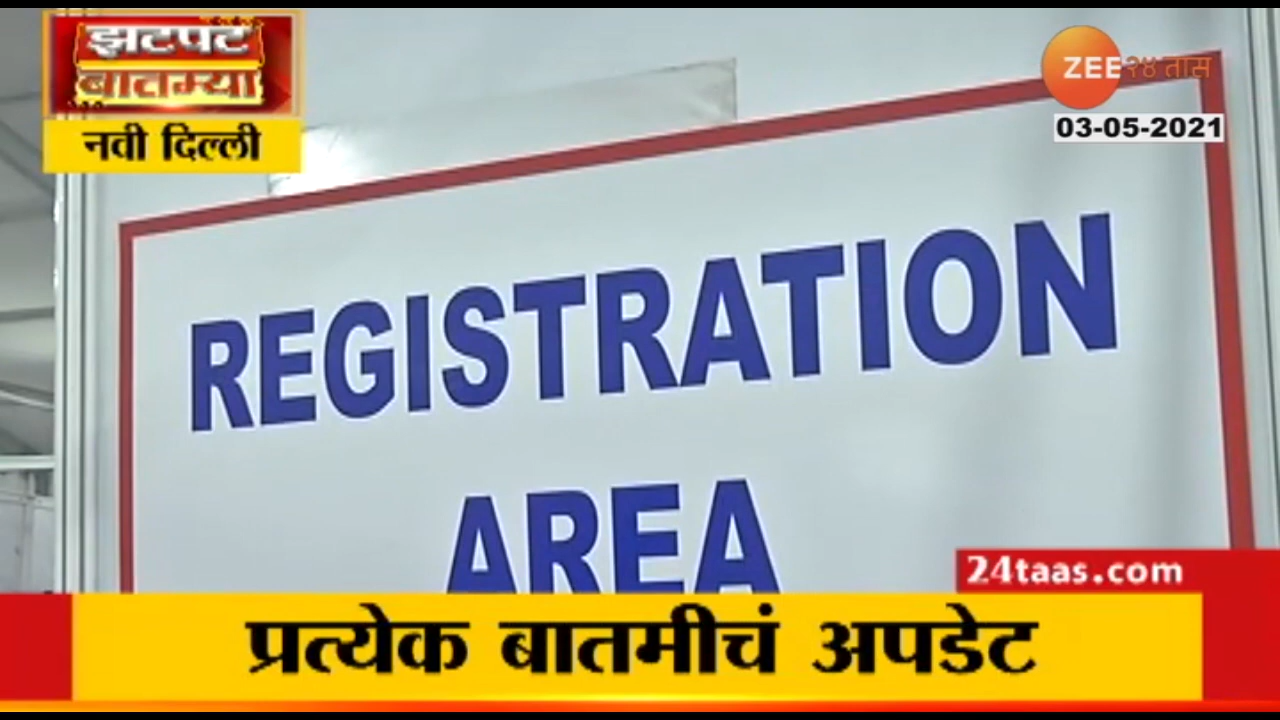 झटपट
बातम्या
नवी दिल्ली
ZEE २४ तास
03-05-2021
REGISTRATION
AREA
24taas.com
प्रत्येक बातमीचं अपडेट